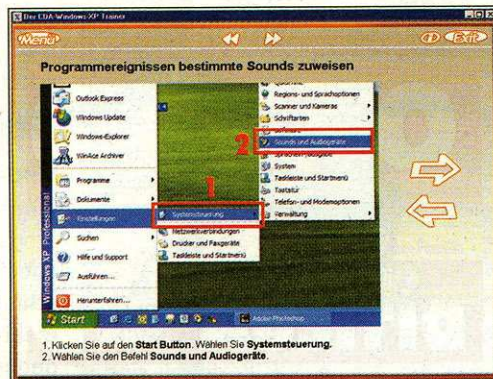 Der CDA-Windows-XP Trainer
Menü
Exit
Programmereignissen bestimmte Sounds zuweisen
Outlook Express
Windows Update
Windows-Explorer
WinAce Archiver
Programme
Dokumente
Einstellungen
Suchen
Hilfe und Support
Ausführen...
Herunterfahren...
Windows XP Professional
1
Systemsteuerung
Netzwerkverbindungen
Drucker und Faxgeräte
Taskleiste und Startmenü
Regions- und Sprachoptionen
Scanner und Kameras
Schriftarten
2
Sounds und Audiogeräte
System
Taskleiste und Startmenü
Tastatur
Telefon- und Modemoptionen
Verwaltung
Start
Adobe Photoshop
1. Klicken Sie auf den Start Button. Wählen Sie Systemsteuerung.
2. Wählen Sie den Befehl Sounds und Audiogeräte.